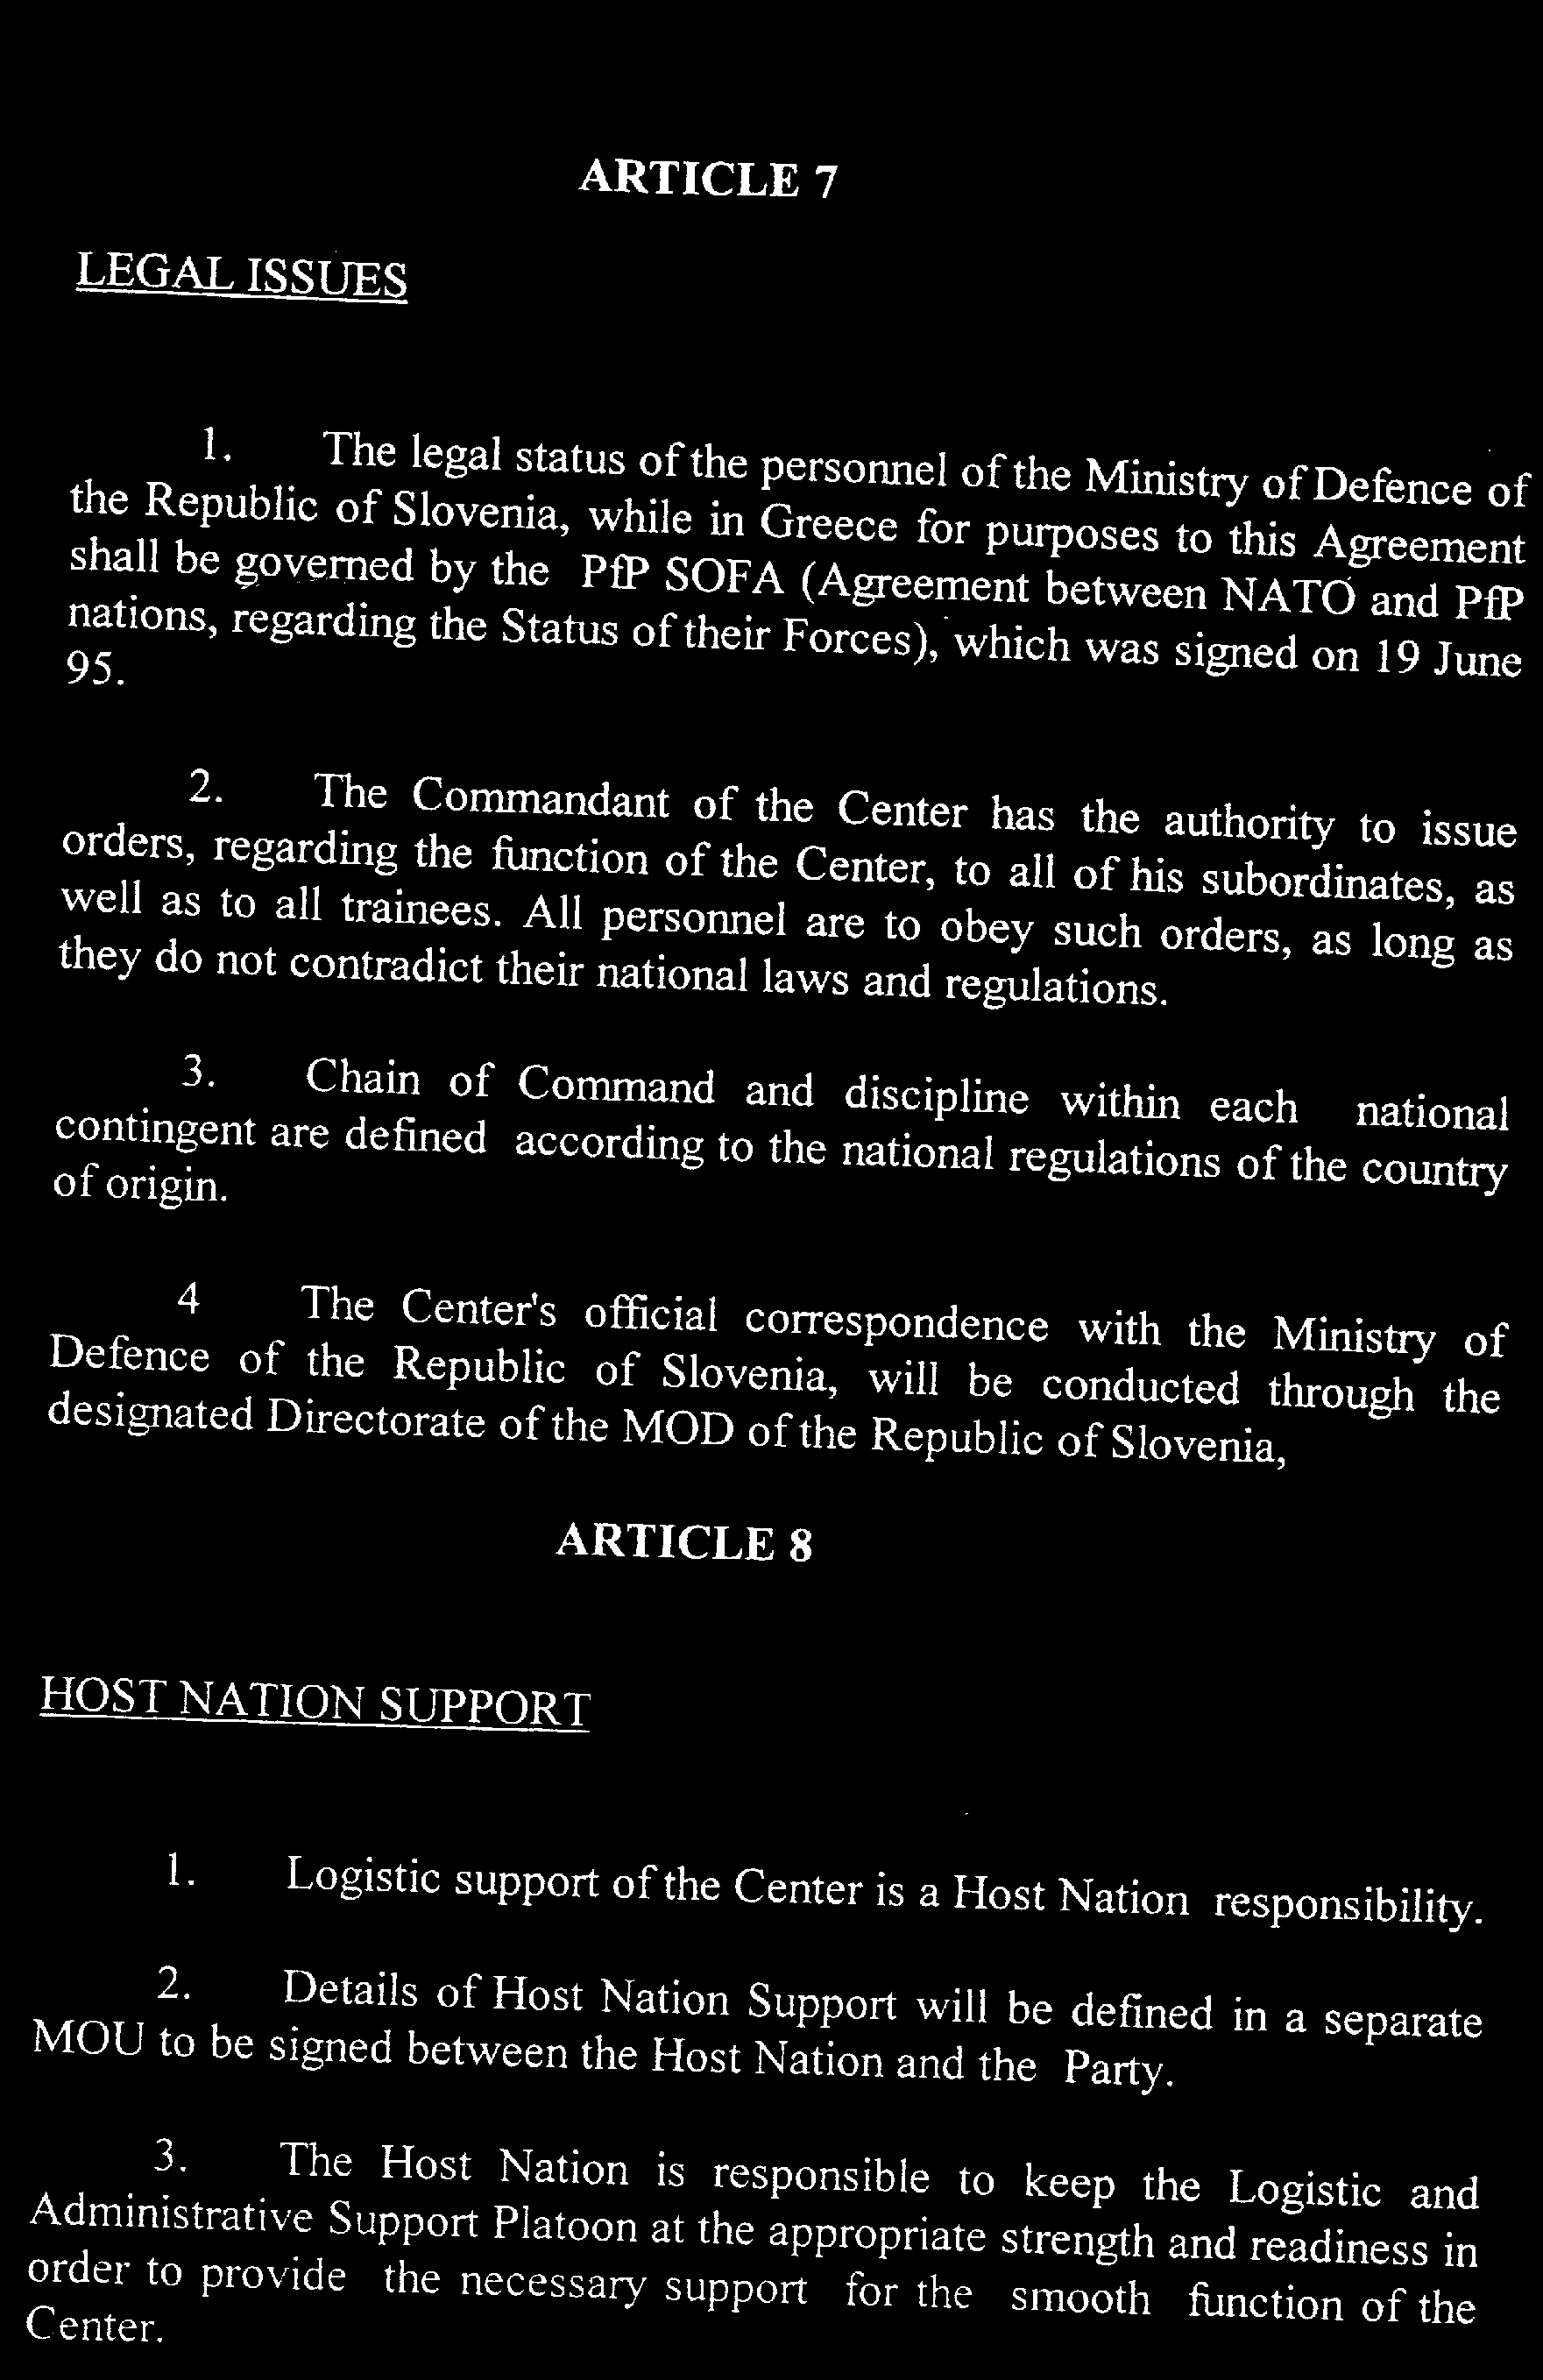 ARTICLE 7
LEGAL ISSUES
1. The legal status of the personnel of the Ministry of Defence of
the Republic of Slovenia, while in Greece for purposes to this Agreement
shall be governed by the PfP SOFA (Agreement between NATO and PfP
nations, regarding the Status of their Forces), which was signed on 19 June
95.
2. The Commandant of the Center has the authority to issue
orders, regarding the function of the Center, to all of his subordinates, as
well as to all trainees. All personnel are to obey such orders, as long as
they do not contradict their national laws and regulations.
3. Chain of Command and discipline within each national
contingent are defined according to the national regulations of the country
of origin.
4 The Center's official correspondence with the Ministry of
Defence of the Republic of Slovenia, will be conducted through the
designated Directorate of the MOD of the Republic of Slovenia,
ARTICLE 8
HOST NATION SUPPORT
1. Logistic support of the Center is a Host Nation responsibility.
2. Details of Host Nation Support will be defined in a separate
MOU to be signed between the Host Nation and the Party.
3. The Host Nation is responsible to keep the Logistic and
Administrative Support Platoon at the appropriate strength and readiness in
order to provide the necessary support for the smooth function of the
Center.